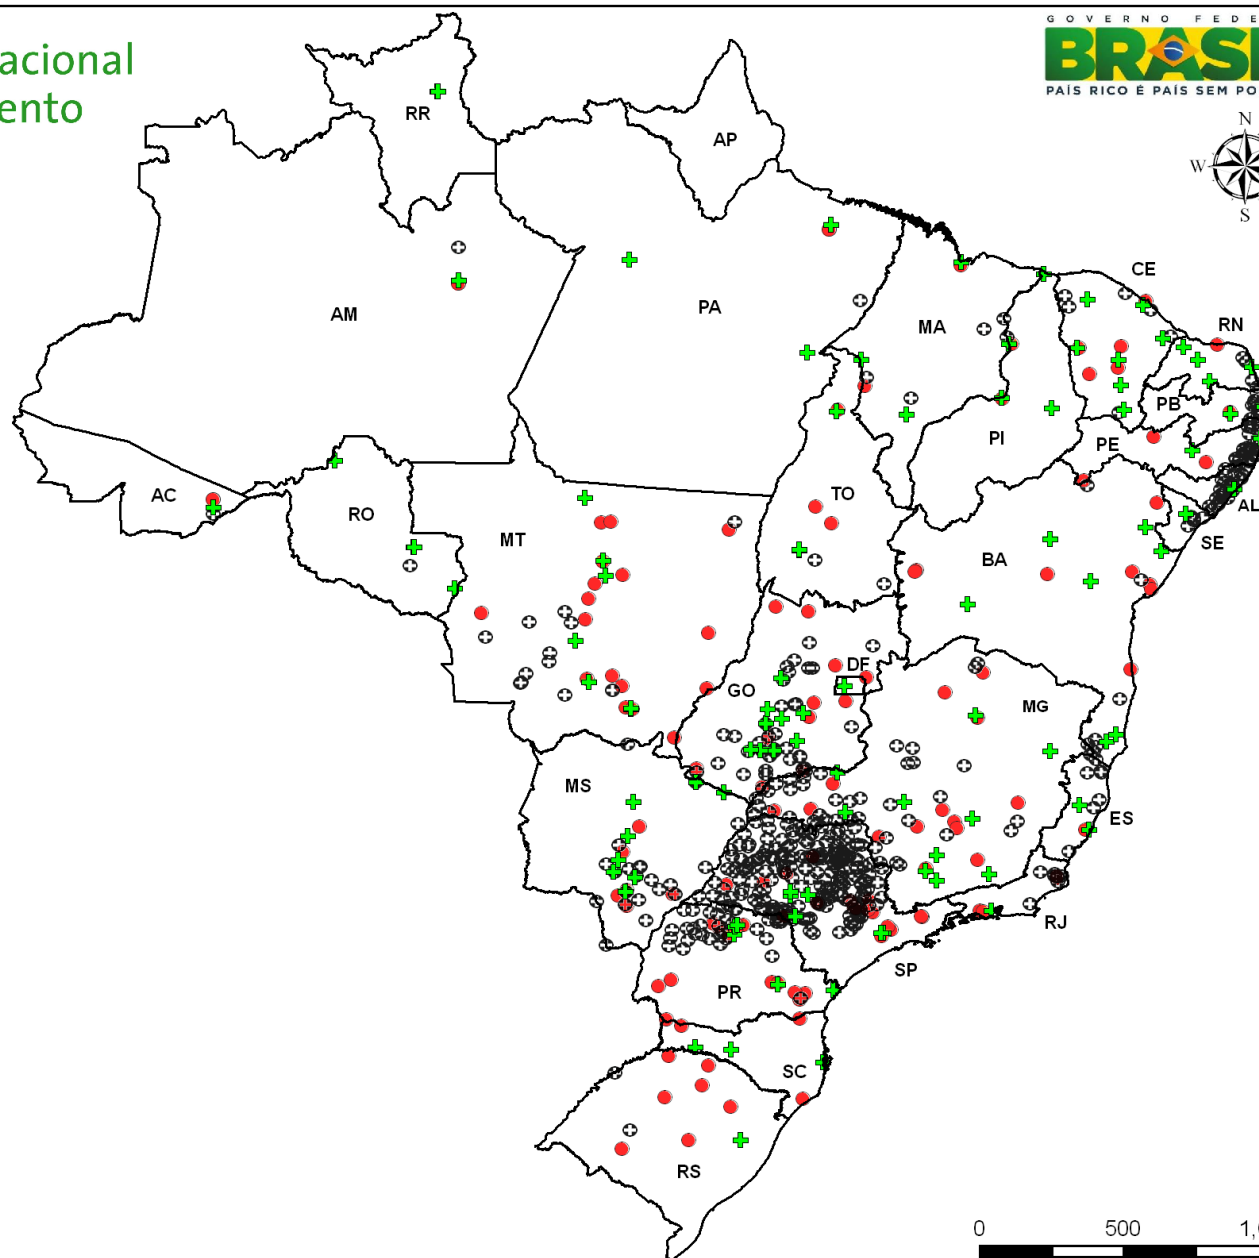 acional
ento
GOVERNO FEDE
BRASI
PAÍS RICO É PAÍS SEM PO
N
W
S
RR
AP
AM
PA
MA
CE
RN
PB
PI
PE
AC
RO
TO
AL
MT
SE
BA
DF
GO
MG
MS
ES
RJ
SP
PR
SC
RS
0 500 1,